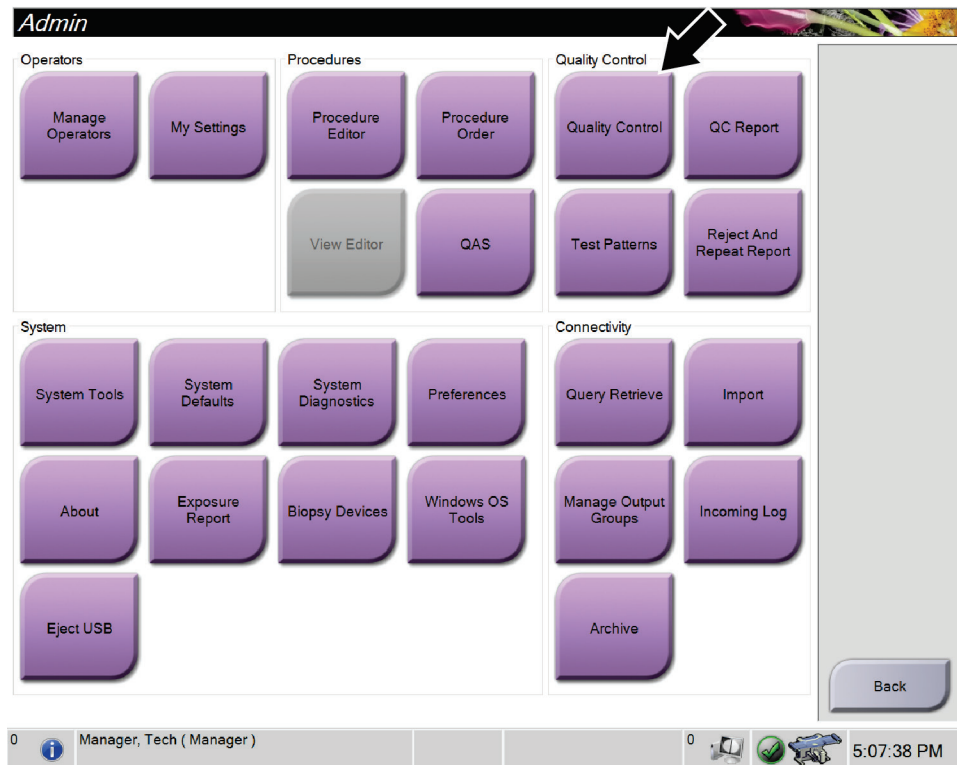 Admin
Operators
Procedures
Quality Control
Manage
Operators
My Settings
Procedure
Editor
Procedure
Order
Quality Control
QC Report
View Editor
QAS
Test Patterns
Reject And
Repeat Report
System
Connectivity
System Tools
System
Defaults
System
Diagnostics
Preferences
Query Retrieve
Import
About
Exposure
Report
Biopsy Devices
Windows OS
Tools
Manage Output
Groups
Incoming Log
Eject USB
Archive
Back
0
Manager, Tech ( Manager )
0
5:07:38 PM